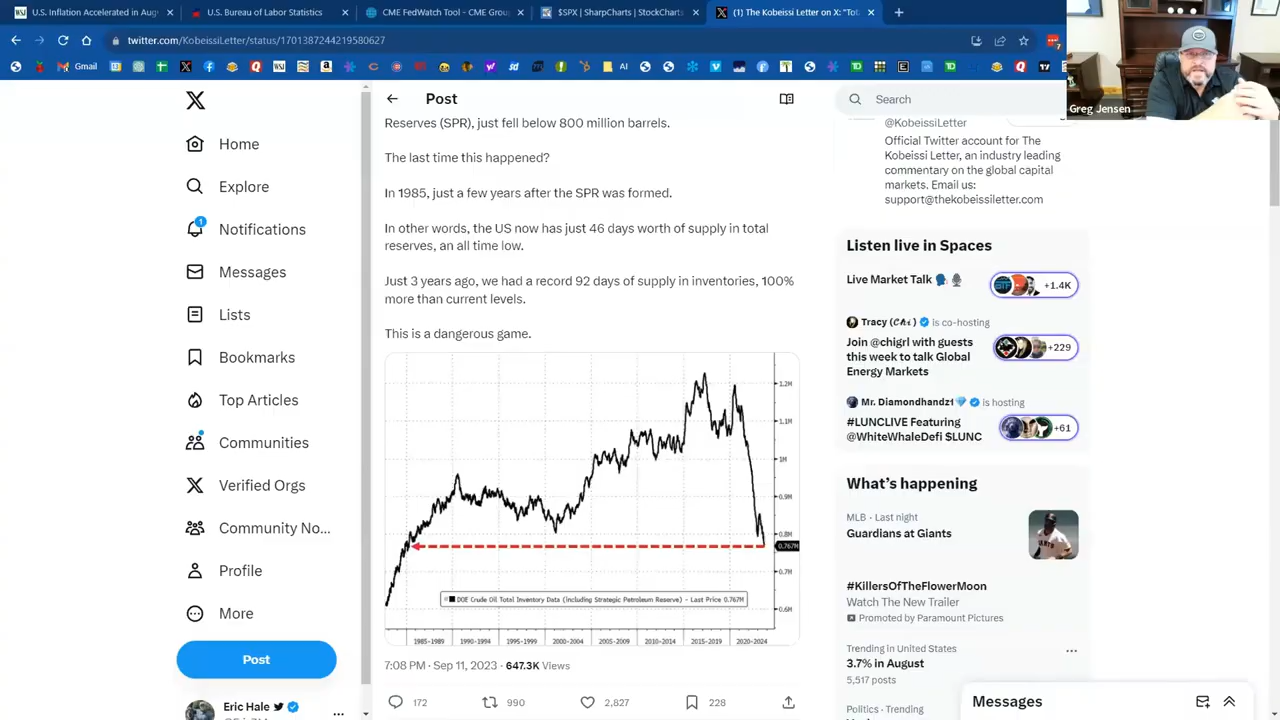 U.S. Inflation Accelerated in Aug
U.S. Bureau of Labor Statistics
CME FedWatch Tool - CME Group
$SPX | SharpCharts | StockCharts
(1) The Kobeissi Letter on X: "Tot
twitter.com/KobeissiLetter/status/1701387244219580627
Gmail
AI
Greg Jensen
Home
Explore
Notifications
Messages
Lists
Bookmarks
Top Articles
Communities
Verified Orgs
Community No...
Profile
More
Post
Eric Hale
Post
Reserves (SPR), just fell below 800 million barrels.
The last time this happened?
In 1985, just a few years after the SPR was formed.
In other words, the US now has just 46 days worth of supply in total
reserves, an all time low.
Just 3 years ago, we had a record 92 days of supply in inventories, 100%
more than current levels.
This is a dangerous game.
1.2M
1.1M
1M
0.9M
0.8M
0.767M
0.7M
0.6M
DOE Crude Oil Total Inventory Data (including Strategic Petroleum Reserve) - Last Price 0.767M
1985-1989 1990-1994 1995-1999 2000-2004 2005-2009 2010-2014 2015-2019 2020-2024
7:08 PM · Sep 11, 2023 · 647.3K Views
172 990 2,827 228
Search
@KobeissiLetter
Official Twitter account for The
Kobeissi Letter, an industry leading
commentary on the global capital
markets. Email us:
support@thekobeissiletter.com
Listen live in Spaces
Live Market Talk
+1.4K
Tracy (𝒞𝒽𝒾) is co-hosting
Join @chigrl with guests
this week to talk Global
Energy Markets
+229
Mr. Diamondhandz1 is hosting
#LUNCLIVE Featuring
@WhiteWhaleDefi $LUNC
+61
What's happening
MLB · Last night
Guardians at Giants
#KillersOfTheFlowerMoon
Watch The New Trailer
Promoted by Paramount Pictures
Trending in United States
3.7% in August
5,517 posts
Politics · Trending
Messages